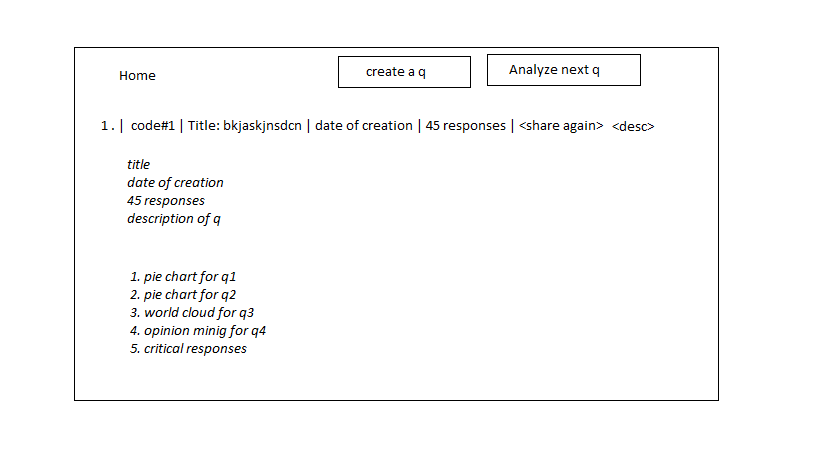 Home
create a q
Analyze next q
1. | code#1 | Title: bkjaskjnsdcn | date of creation | 45 responses | <share again> <desc>
title
date of creation
45 responses
description of q
1. pie chart for q1
2. pie chart for q2
3. world cloud for q3
4. opinion minig for q4
5. critical responses